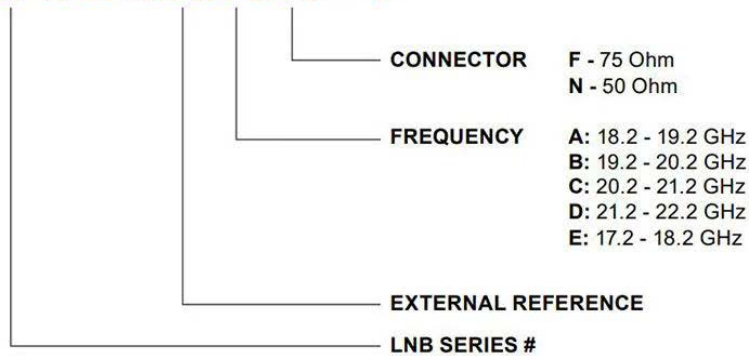 CONNECTOR F - 75 Ohm
N - 50 Ohm
FREQUENCY A: 18.2 - 19.2 GHz
B: 19.2 - 20.2 GHz
C: 20.2 - 21.2 GHz
D: 21.2 - 22.2 GHz
E: 17.2 - 18.2 GHz
EXTERNAL REFERENCE
LNB SERIES #